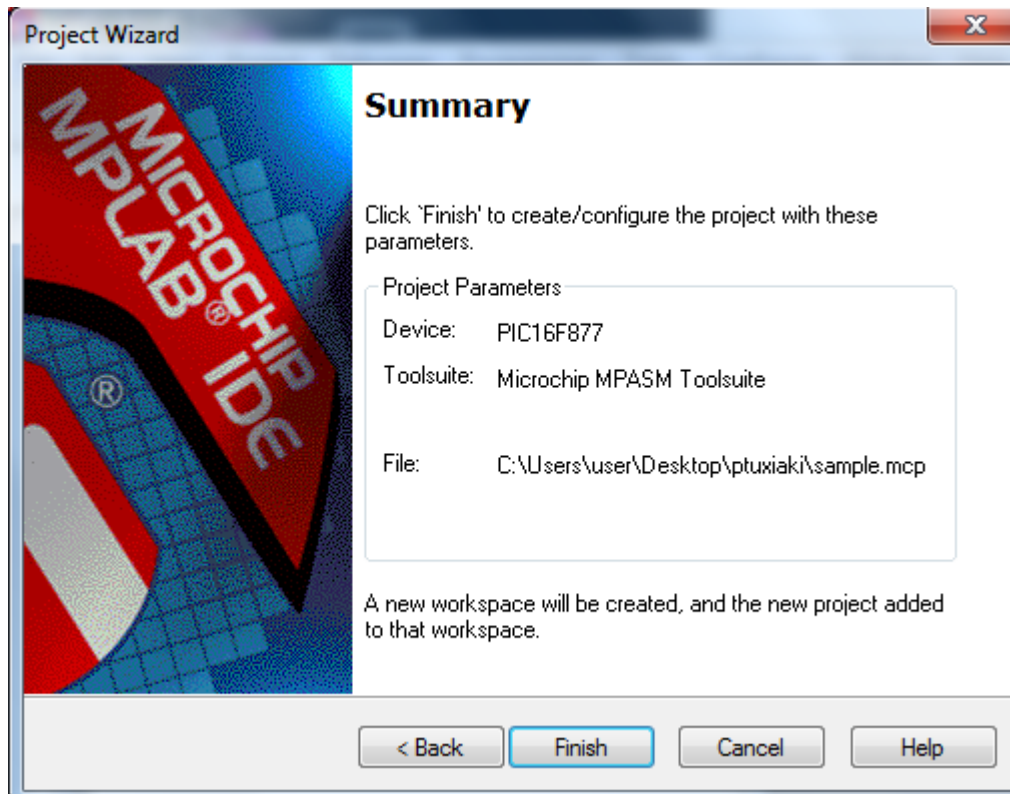 Project Wizard
MICROCHIP
MPLAB® IDE
®
Summary
Click `Finish' to create/configure the project with these
parameters.
Project Parameters
Device: PIC16F877
Toolsuite: Microchip MPASM Toolsuite
File: C:\Users\user\Desktop\ptuxiaki\sample.mcp
A new workspace will be created, and the new project added
to that workspace.
< Back Finish Cancel Help